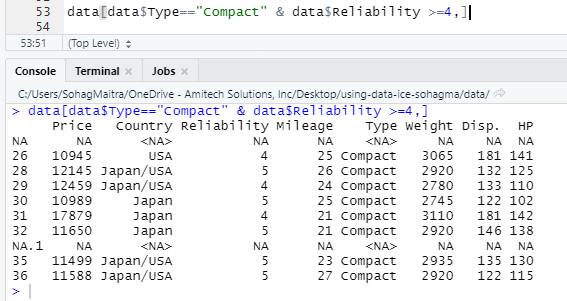 53 data[data$Type=="Compact" & data$Reliability >=4,]
54
53:51 (Top Level)
Console Terminal × Jobs ×
C:/Users/SohagMaitra/OneDrive - Amitech Solutions, Inc/Desktop/using-data-ice-sohagma/data/
> data[data$Type=="Compact" & data$Reliability >=4,]
Price Country Reliability Mileage Type Weight Disp. HP
NA NA <NA> NA NA <NA> NA NA NA
26 10945 USA 4 25 Compact 3065 181 141
28 12145 Japan/USA 5 26 Compact 2920 132 125
29 12459 Japan/USA 4 24 Compact 2780 133 110
30 10989 Japan 5 25 Compact 2745 122 102
31 17879 Japan 4 21 Compact 3110 181 142
32 11650 Japan 5 21 Compact 2920 146 138
NA.1 NA <NA> NA NA <NA> NA NA NA
35 11499 Japan/USA 5 23 Compact 2935 135 130
36 11588 Japan/USA 5 27 Compact 2920 122 115
>